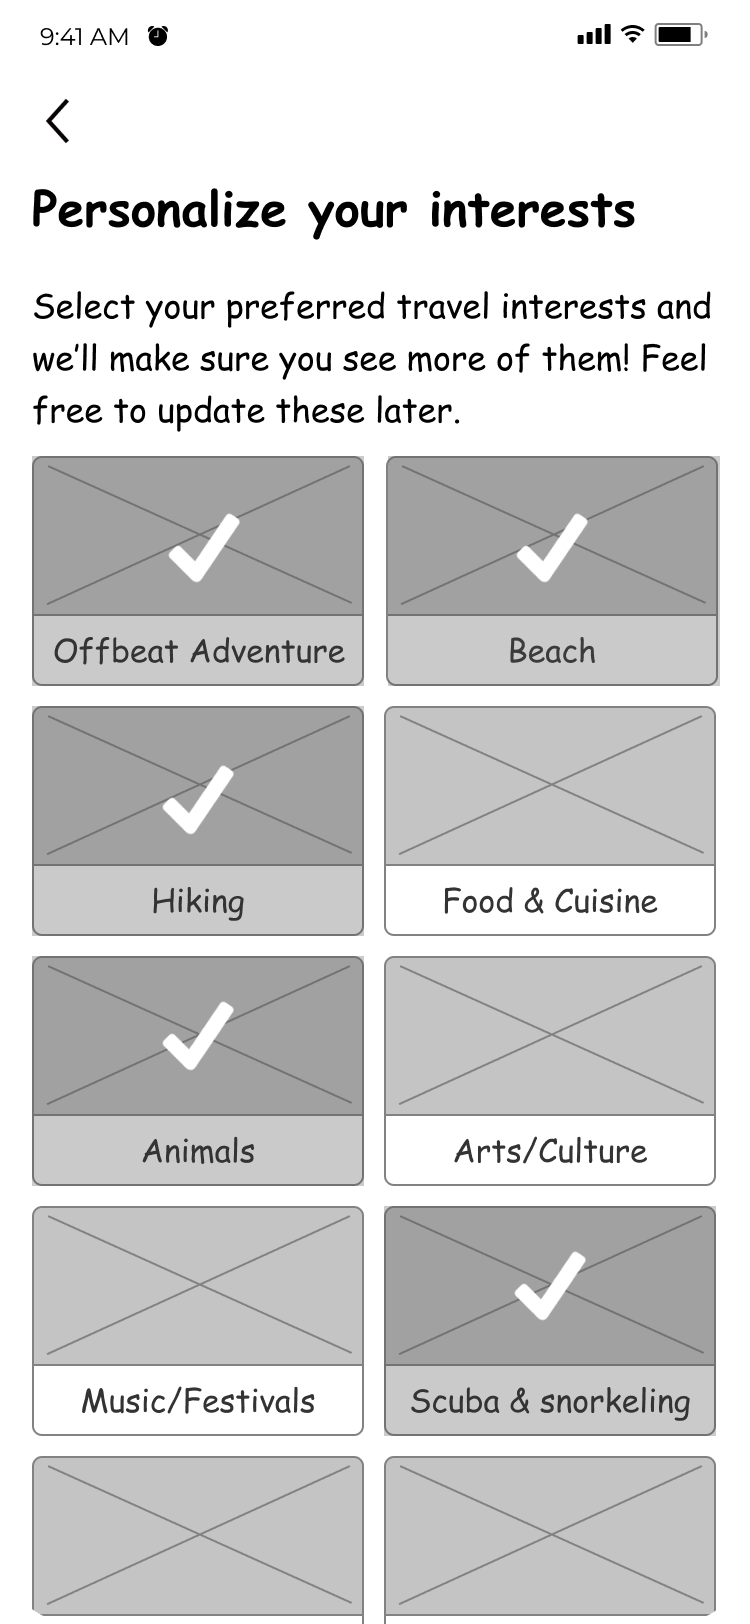 9:41 AM
Personalize your interests
Select your preferred travel interests and
we'll make sure you see more of them! Feel
free to update these later.
Offbeat Adventure
Beach
Hiking
Food & Cuisine
Animals
Arts/Culture
Music/Festivals
Scuba & snorkeling